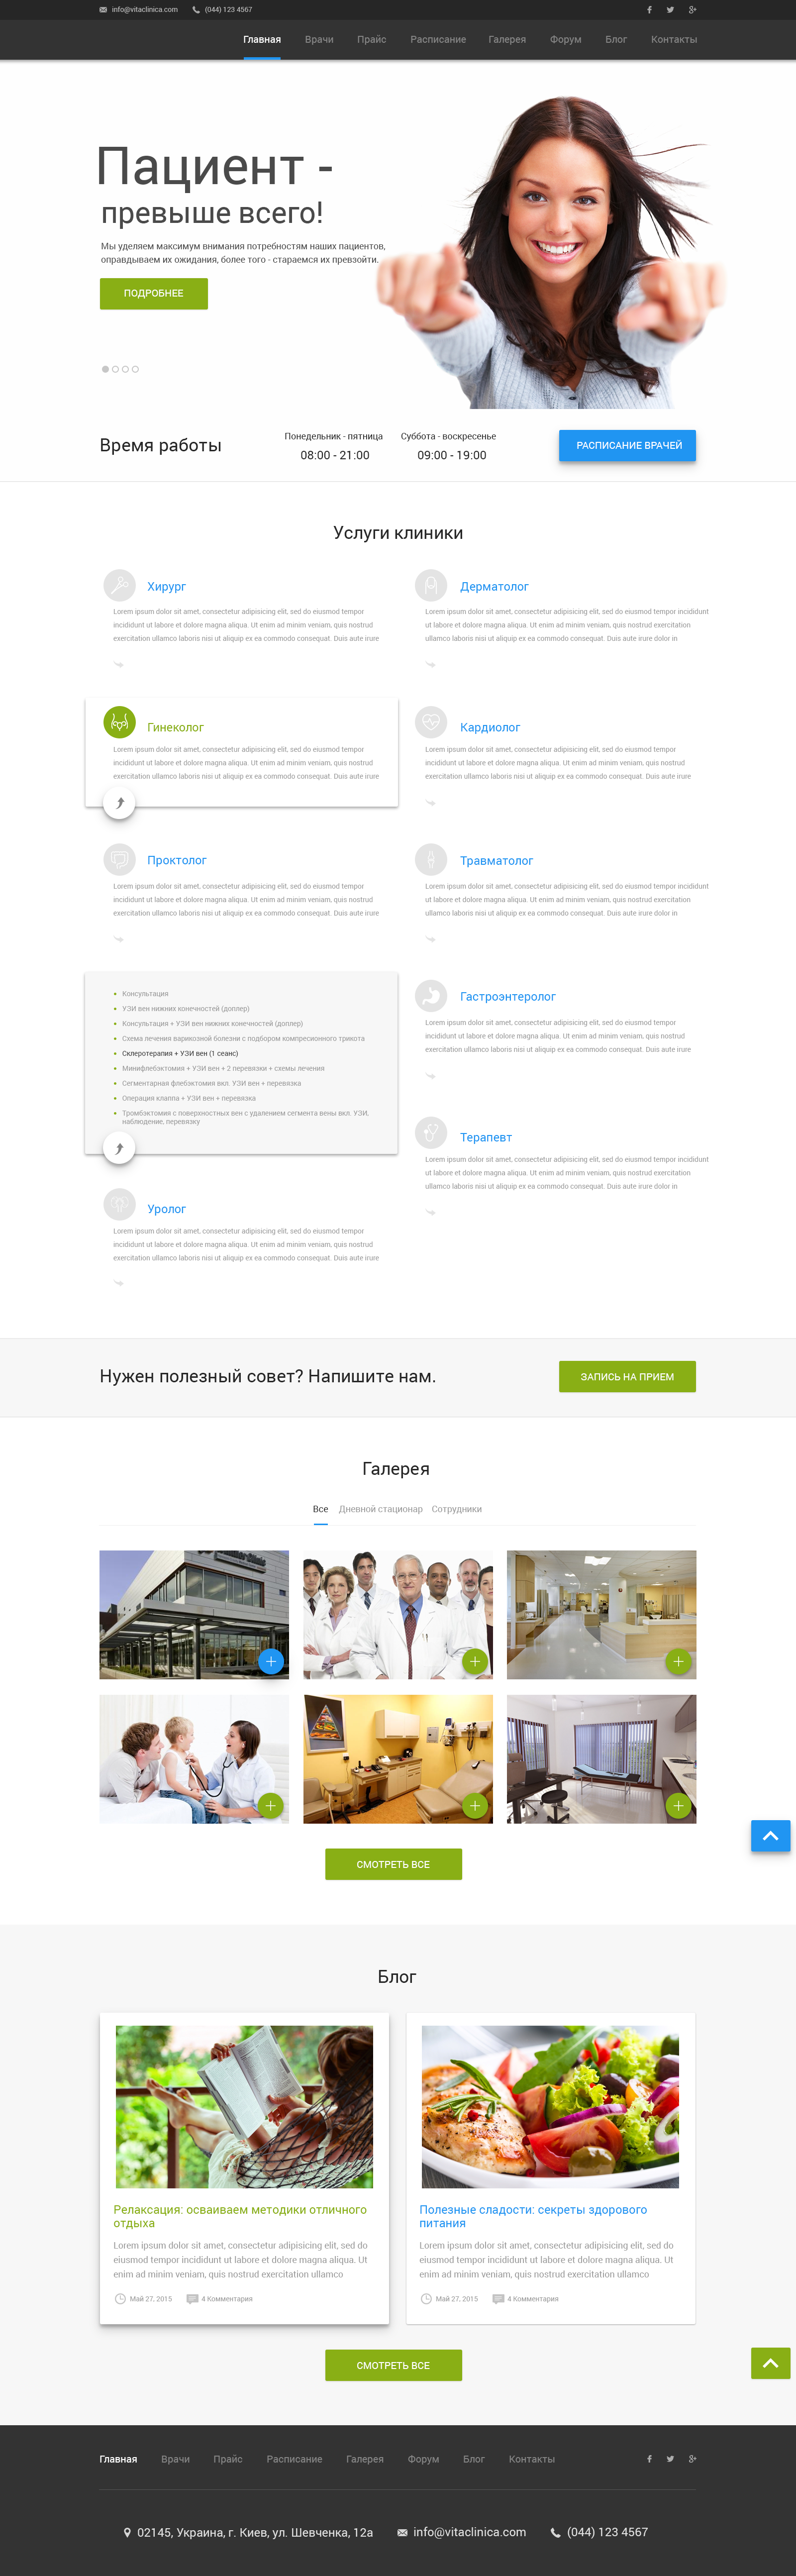 info@vitaclinica.com (044) 123 4567
Главная Врачи Прайс Расписание Галерея Форум Блог Контакты
Пациент -
превыше всего!
Мы уделяем максимум внимания потребностям наших пациентов,
оправдываем их ожидания, более того - стараемся их превзойти.
ПОДРОБНЕЕ
Время работы
Понедельник - пятница
08:00 - 21:00
Суббота - воскресенье
09:00 - 19:00
РАСПИСАНИЕ ВРАЧЕЙ
Услуги клиники
Хирург
Lorem ipsum dolor sit amet, consectetur adipisicing elit, sed do eiusmod tempor
incididunt ut labore et dolore magna aliqua. Ut enim ad minim veniam, quis nostrud
exercitation ullamco laboris nisi ut aliquip ex ea commodo consequat. Duis aute irure
Дерматолог
Lorem ipsum dolor sit amet, consectetur adipisicing elit, sed do eiusmod tempor incididunt
ut labore et dolore magna aliqua. Ut enim ad minim veniam, quis nostrud exercitation
ullamco laboris nisi ut aliquip ex ea commodo consequat. Duis aute irure dolor in
Гинеколог
Lorem ipsum dolor sit amet, consectetur adipisicing elit, sed do eiusmod tempor
incididunt ut labore et dolore magna aliqua. Ut enim ad minim veniam, quis nostrud
exercitation ullamco laboris nisi ut aliquip ex ea commodo consequat. Duis aute irure
Кардиолог
Lorem ipsum dolor sit amet, consectetur adipisicing elit, sed do eiusmod tempor
incididunt ut labore et dolore magna aliqua. Ut enim ad minim veniam, quis nostrud
exercitation ullamco laboris nisi ut aliquip ex ea commodo consequat. Duis aute irure
Проктолог
Lorem ipsum dolor sit amet, consectetur adipisicing elit, sed do eiusmod tempor
incididunt ut labore et dolore magna aliqua. Ut enim ad minim veniam, quis nostrud
exercitation ullamco laboris nisi ut aliquip ex ea commodo consequat. Duis aute irure
Травматолог
Lorem ipsum dolor sit amet, consectetur adipisicing elit, sed do eiusmod tempor incididunt
ut labore et dolore magna aliqua. Ut enim ad minim veniam, quis nostrud exercitation
ullamco laboris nisi ut aliquip ex ea commodo consequat. Duis aute irure dolor in
Консультация
УЗИ вен нижних конечностей (доплер)
Консультация + УЗИ вен нижних конечностей (доплер)
Схема лечения варикозной болезни с подбором компресионного трикота
Склеротерапия + УЗИ вен (1 сеанс)
Минифлебэктомия + УЗИ вен + 2 перевязки + схемы лечения
Сегментарная флебэктомия вкл. УЗИ вен + перевязка
Операция клаппа + УЗИ вен + перевязка
Тромбэктомия с поверхностных вен с удалением сегмента вены вкл. УЗИ,
наблюдение, перевязку
Гастроэнтеролог
Lorem ipsum dolor sit amet, consectetur adipisicing elit, sed do eiusmod tempor
incididunt ut labore et dolore magna aliqua. Ut enim ad minim veniam, quis nostrud
exercitation ullamco laboris nisi ut aliquip ex ea commodo consequat. Duis aute irure
Терапевт
Lorem ipsum dolor sit amet, consectetur adipisicing elit, sed do eiusmod tempor incididunt
ut labore et dolore magna aliqua. Ut enim ad minim veniam, quis nostrud exercitation
ullamco laboris nisi ut aliquip ex ea commodo consequat. Duis aute irure dolor in
Уролог
Lorem ipsum dolor sit amet, consectetur adipisicing elit, sed do eiusmod tempor
incididunt ut labore et dolore magna aliqua. Ut enim ad minim veniam, quis nostrud
exercitation ullamco laboris nisi ut aliquip ex ea commodo consequat. Duis aute irure
Нужен полезный совет? Напишите нам.
ЗАПИСЬ НА ПРИЕМ
Галерея
Все Дневной стационар Сотрудники
СМОТРЕТЬ ВСЕ
Блог
Релаксация: осваиваем методики отличного
отдыха
Lorem ipsum dolor sit amet, consectetur adipisicing elit, sed do
eiusmod tempor incididunt ut labore et dolore magna aliqua. Ut
enim ad minim veniam, quis nostrud exercitation ullamco
Май 27, 2015 4 Комментария
Полезные сладости: секреты здорового
питания
Lorem ipsum dolor sit amet, consectetur adipisicing elit, sed do
eiusmod tempor incididunt ut labore et dolore magna aliqua. Ut
enim ad minim veniam, quis nostrud exercitation ullamco
Май 27, 2015 4 Комментария
СМОТРЕТЬ ВСЕ
Главная Врачи Прайс Расписание Галерея Форум Блог Контакты
02145, Украина, г. Киев, ул. Шевченка, 12а info@vitaclinica.com (044) 123 4567